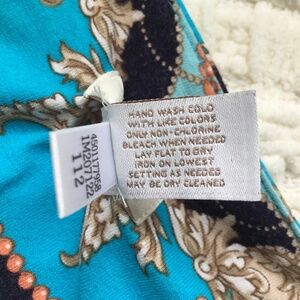 HAND WASH COLD
WITH LIKE COLORS
ONLY NON-CHLORINE
BLEACH WHEN NEEDED
LAY FLAT TO DRY
IRON ON LOWEST
SETTING AS NEEDED
MAY BE DRY CLEANED
112